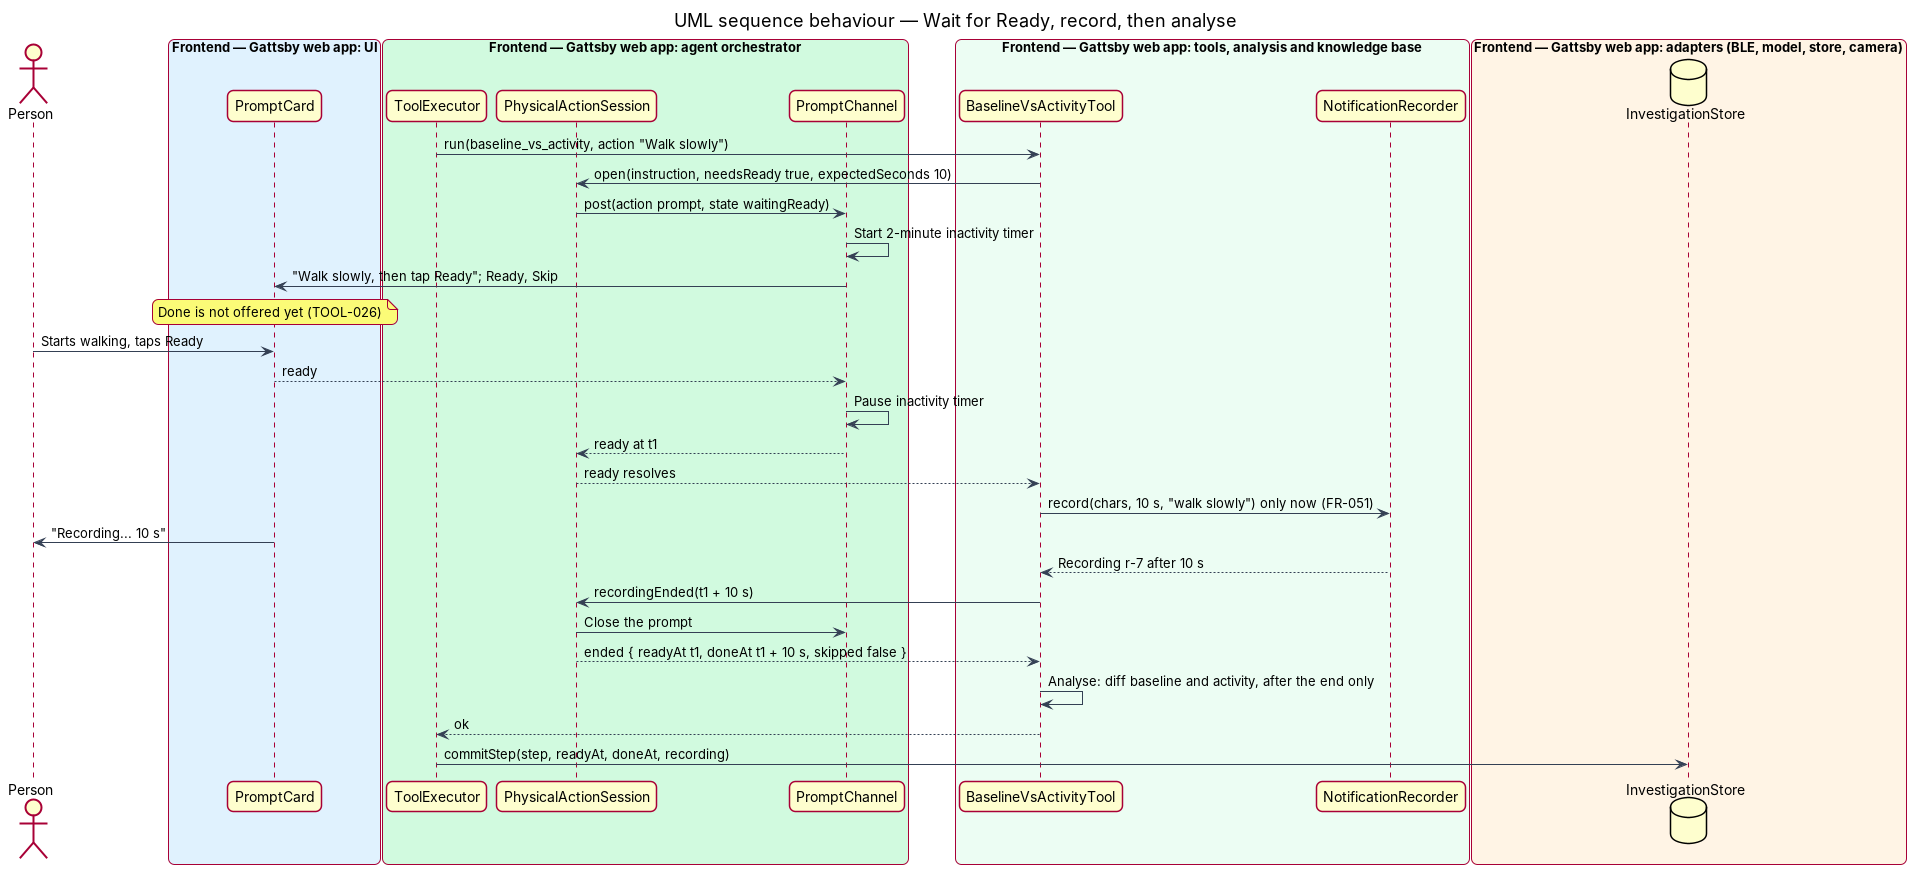 UML sequence behaviour — Wait for Ready, record, then analyse
Frontend — Gattsby web app: UI
Frontend — Gattsby web app: agent orchestrator
Frontend — Gattsby web app: tools, analysis and knowledge base
Frontend — Gattsby web app: adapters (BLE, model, store, camera)
Person
PromptCard
ToolExecutor
PhysicalActionSession
PromptChannel
BaselineVsActivityTool
NotificationRecorder
InvestigationStore
run(baseline_vs_activity, action "Walk slowly")
open(instruction, needsReady true, expectedSeconds 10)
post(action prompt, state waitingReady)
Start 2-minute inactivity timer
"Walk slowly, then tap Ready"; Ready, Skip
Done is not offered yet (TOOL-026)
Starts walking, taps Ready
ready
Pause inactivity timer
ready at t1
ready resolves
record(chars, 10 s, "walk slowly") only now (FR-051)
"Recording... 10 s"
Recording r-7 after 10 s
recordingEnded(t1 + 10 s)
Close the prompt
ended { readyAt t1, doneAt t1 + 10 s, skipped false }
Analyse: diff baseline and activity, after the end only
ok
commitStep(step, readyAt, doneAt, recording)
Person
PromptCard
ToolExecutor
PhysicalActionSession
PromptChannel
BaselineVsActivityTool
NotificationRecorder
InvestigationStore